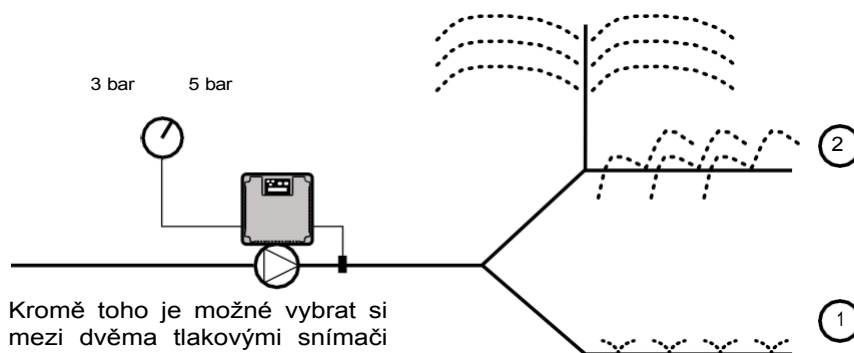 3 bar 5 bar
2
Kromě toho je možné vybrat si
mezi dvěma tlakovými snímači
1